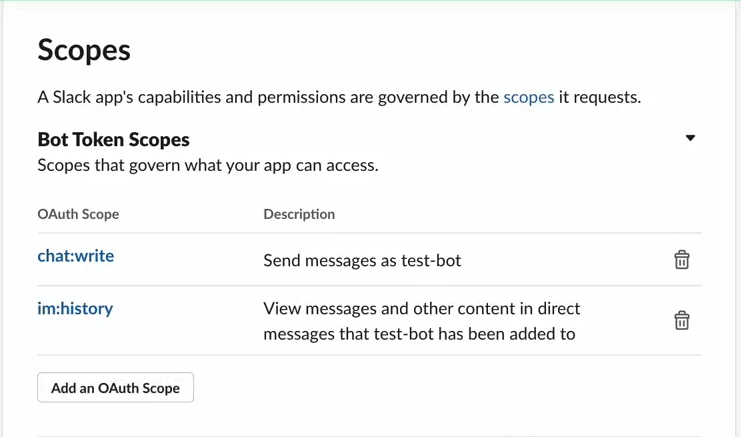 Scopes
A Slack app's capabilities and permissions are governed by the scopes it requests.
Bot Token Scopes
Scopes that govern what your app can access.
OAuth Scope Description
chat:write Send messages as test-bot
im:history View messages and other content in direct
messages that test-bot has been added to
Add an OAuth Scope